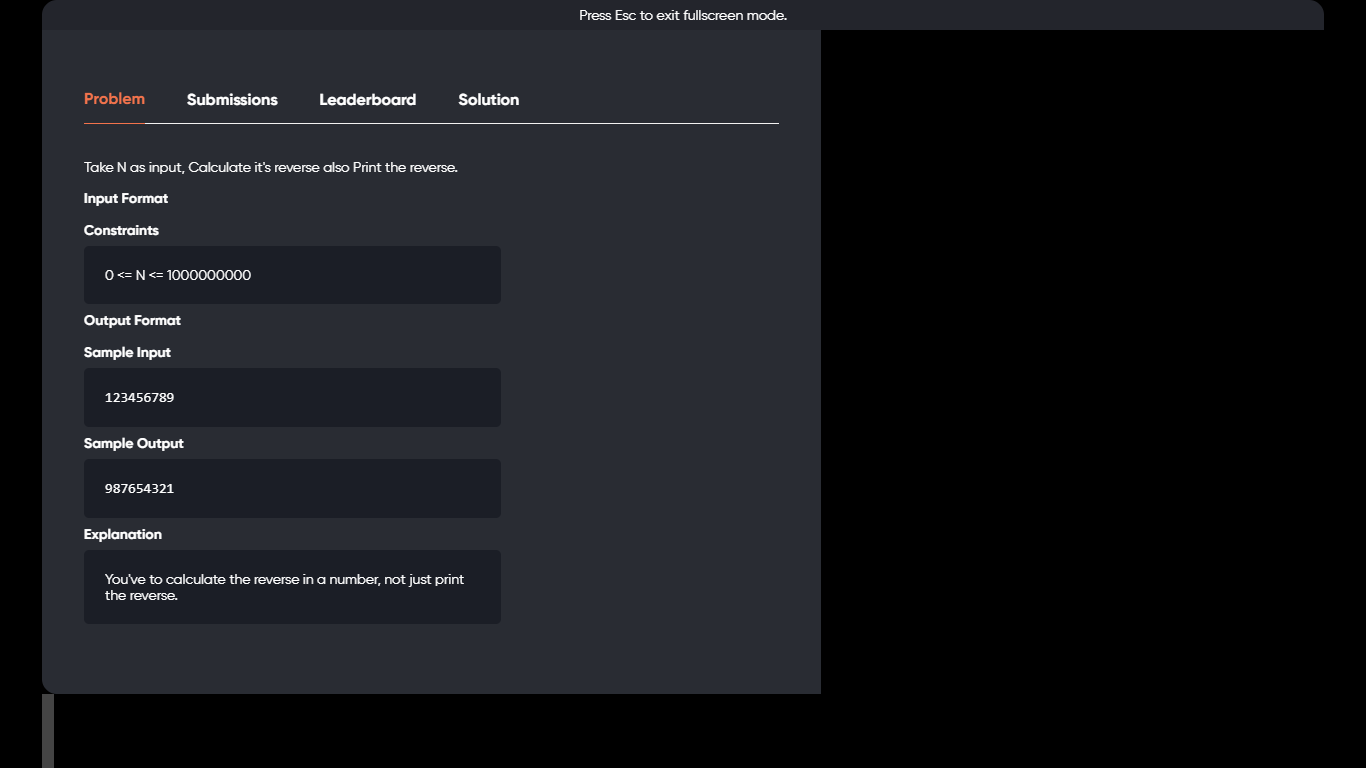 Press Esc to exit fullscreen mode.
Problem Submissions Leaderboard Solution
Take N as input, Calculate it's reverse also Print the reverse.
Input Format
Constraints
0 <= N <= 1000000000
Output Format
Sample Input
123456789
Sample Output
987654321
Explanation
You've to calculate the reverse in a number, not just print
the reverse.